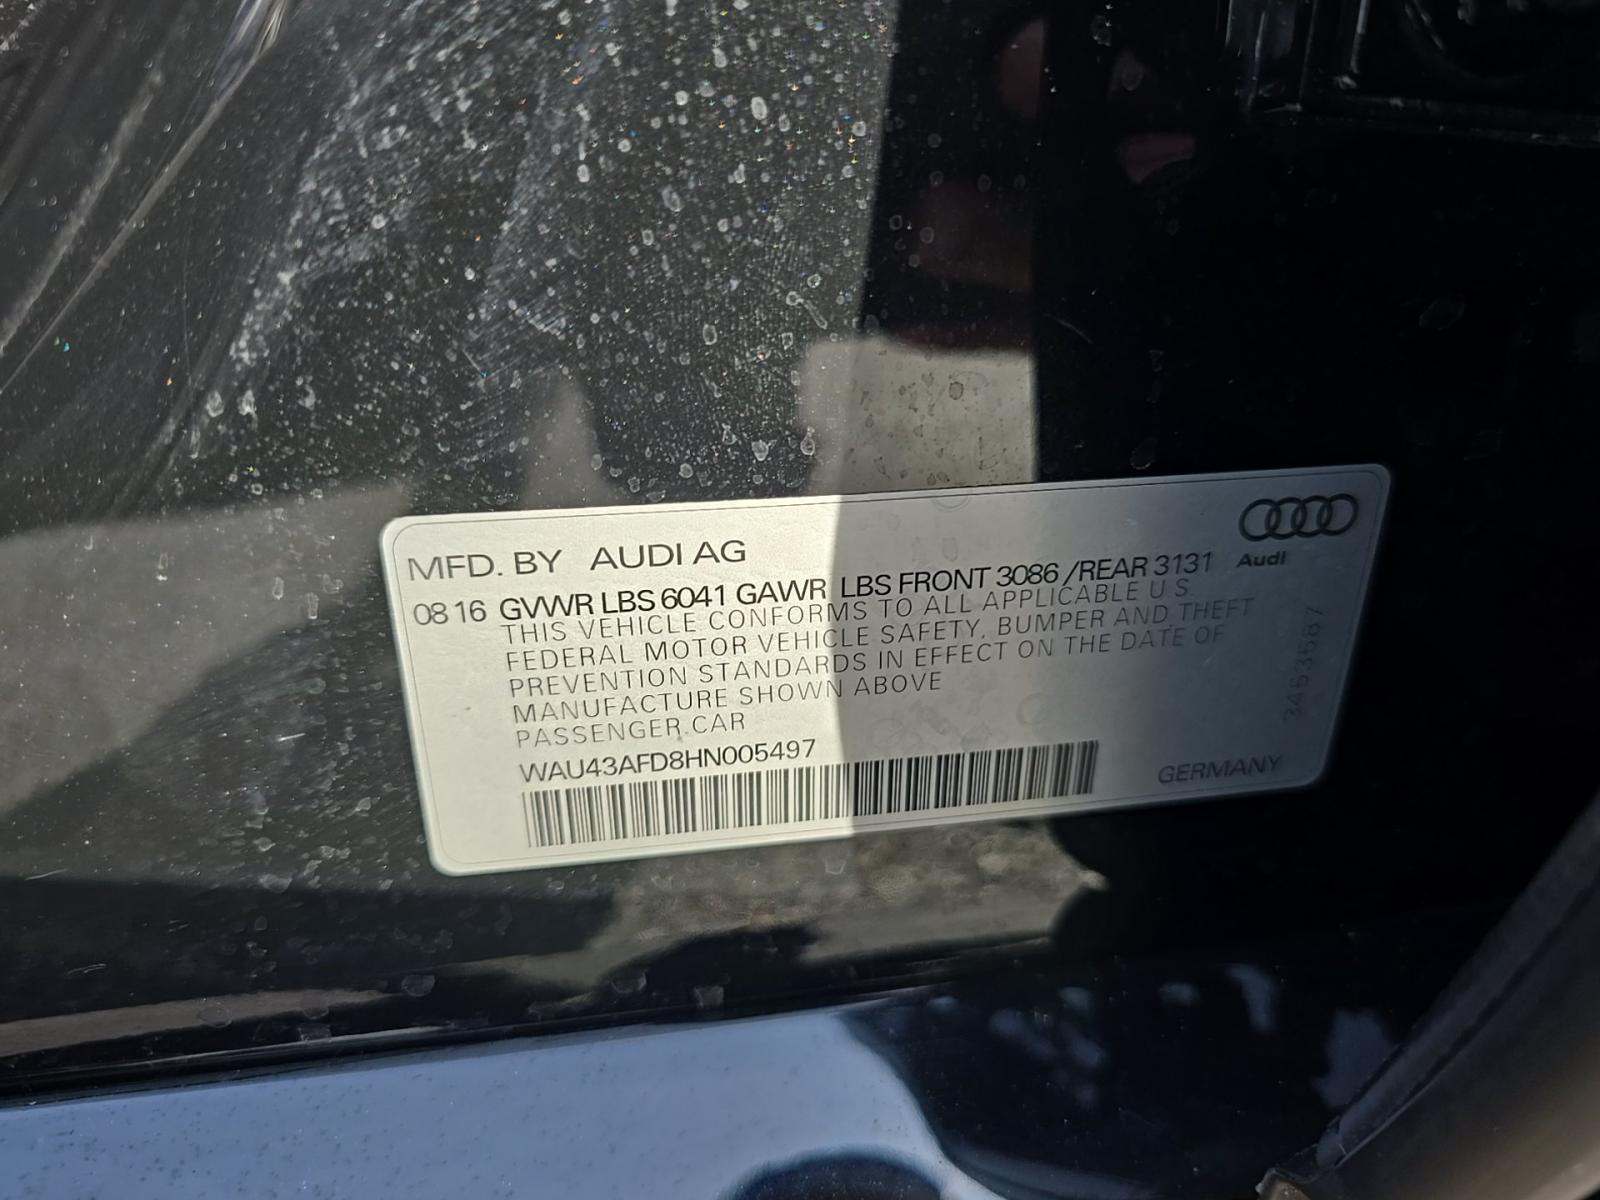 MFD. BY AUDI AG
Audi
08 16 GVWR LBS 6041 GAWR LBS FRONT 3086 /REAR 3131
THIS VEHICLE CONFORMS TO ALL APPLICABLE U S
FEDERAL MOTOR VEHICLE SAFETY, BUMPER AND THEFT
PREVENTION STANDARDS IN EFFECT ON THE DATE OF
MANUFACTURE SHOWN ABOVE
PASSENGER CAR
WAU43AFD8HN005497
GERMANY